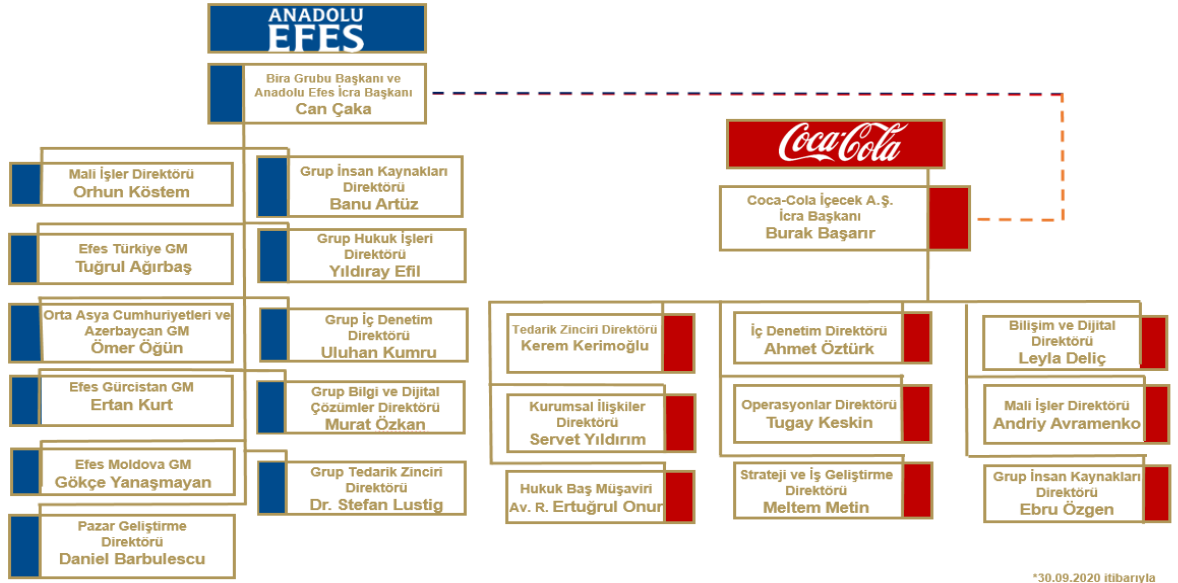 ANADOLU
EFES
Bira Grubu Başkanı ve
Anadolu Efes İcra Başkanı
Can Çaka
Mali İşler Direktörü
Orhun Köstem
Grup İnsan Kaynakları
Direktörü
Banu Artüz
Efes Türkiye GM
Tuğrul Ağırbaş
Grup Hukuk İşleri
Direktörü
Yıldıray Efil
Orta Asya Cumhuriyetleri ve
Azerbaycan GM
Ömer Öğün
Grup İç Denetim
Direktörü
Uluhan Kumru
Efes Gürcistan GM
Ertan Kurt
Grup Bilgi ve Dijital
Çözümler Direktörü
Murat Özkan
Efes Moldova GM
Gökçe Yanaşmayan
Grup Tedarik Zinciri
Direktörü
Dr. Stefan Lustig
Pazar Geliştirme
Direktörü
Daniel Barbulescu
Coca-Cola
Coca-Cola İçecek A.Ş.
İcra Başkanı
Burak Başarır
Tedarik Zinciri Direktörü
Kerem Kerimoğlu
Kurumsal İlişkiler
Direktörü
Servet Yıldırım
Hukuk Baş Müşaviri
Av. R. Ertuğrul Onur
İç Denetim Direktörü
Ahmet Öztürk
Operasyonlar Direktörü
Tugay Keskin
Strateji ve İş Geliştirme
Direktörü
Meltem Metin
Bilişim ve Dijital
Direktörü
Leyla Deliç
Mali İşler Direktörü
Andriy Avramenko
Grup İnsan Kaynakları
Direktörü
Ebru Özgen
*30.09.2020 itibarıyla